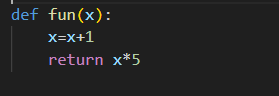 def fun(x):
    x=x+1
    return x*5